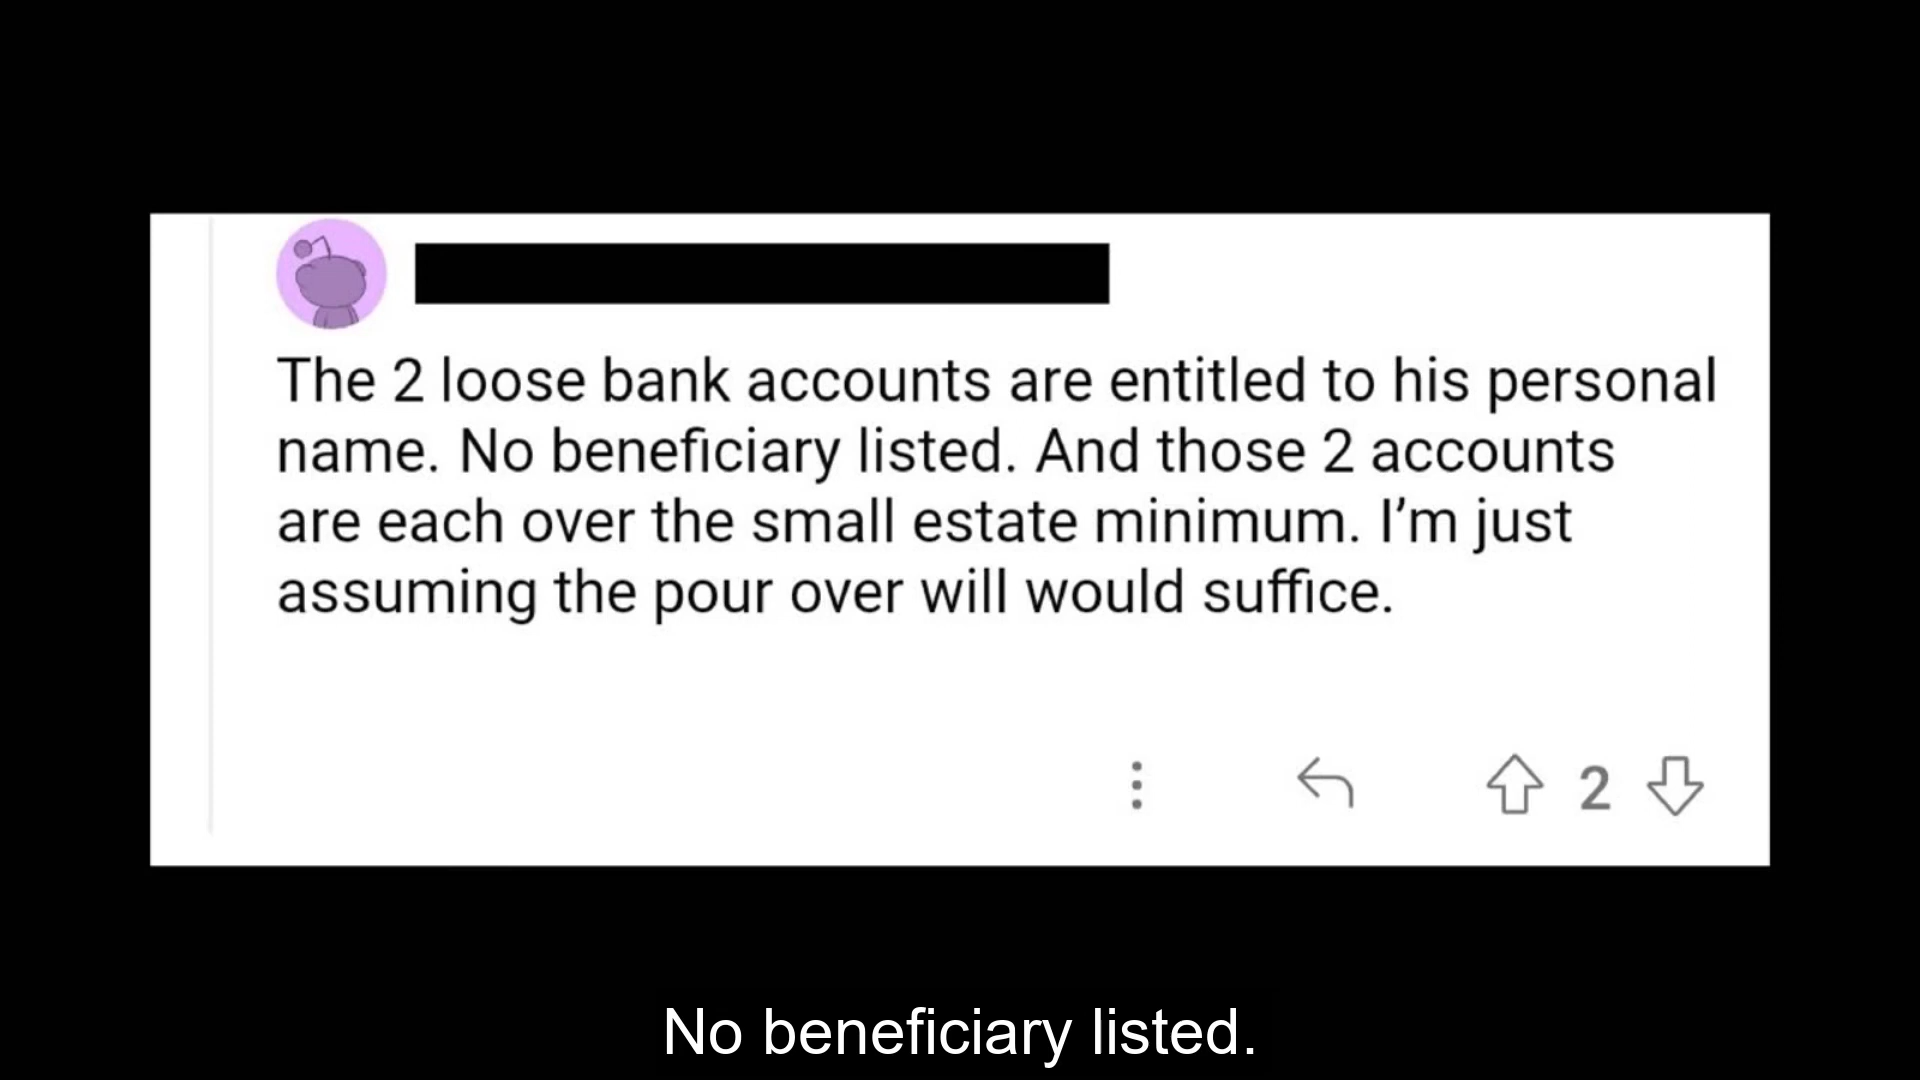 The 2 loose bank accounts are entitled to his personal
name. No beneficiary listed. And those 2 accounts
are each over the small estate minimum. I’m just
assuming the pour over will would suffice.
2
No beneficiary listed.